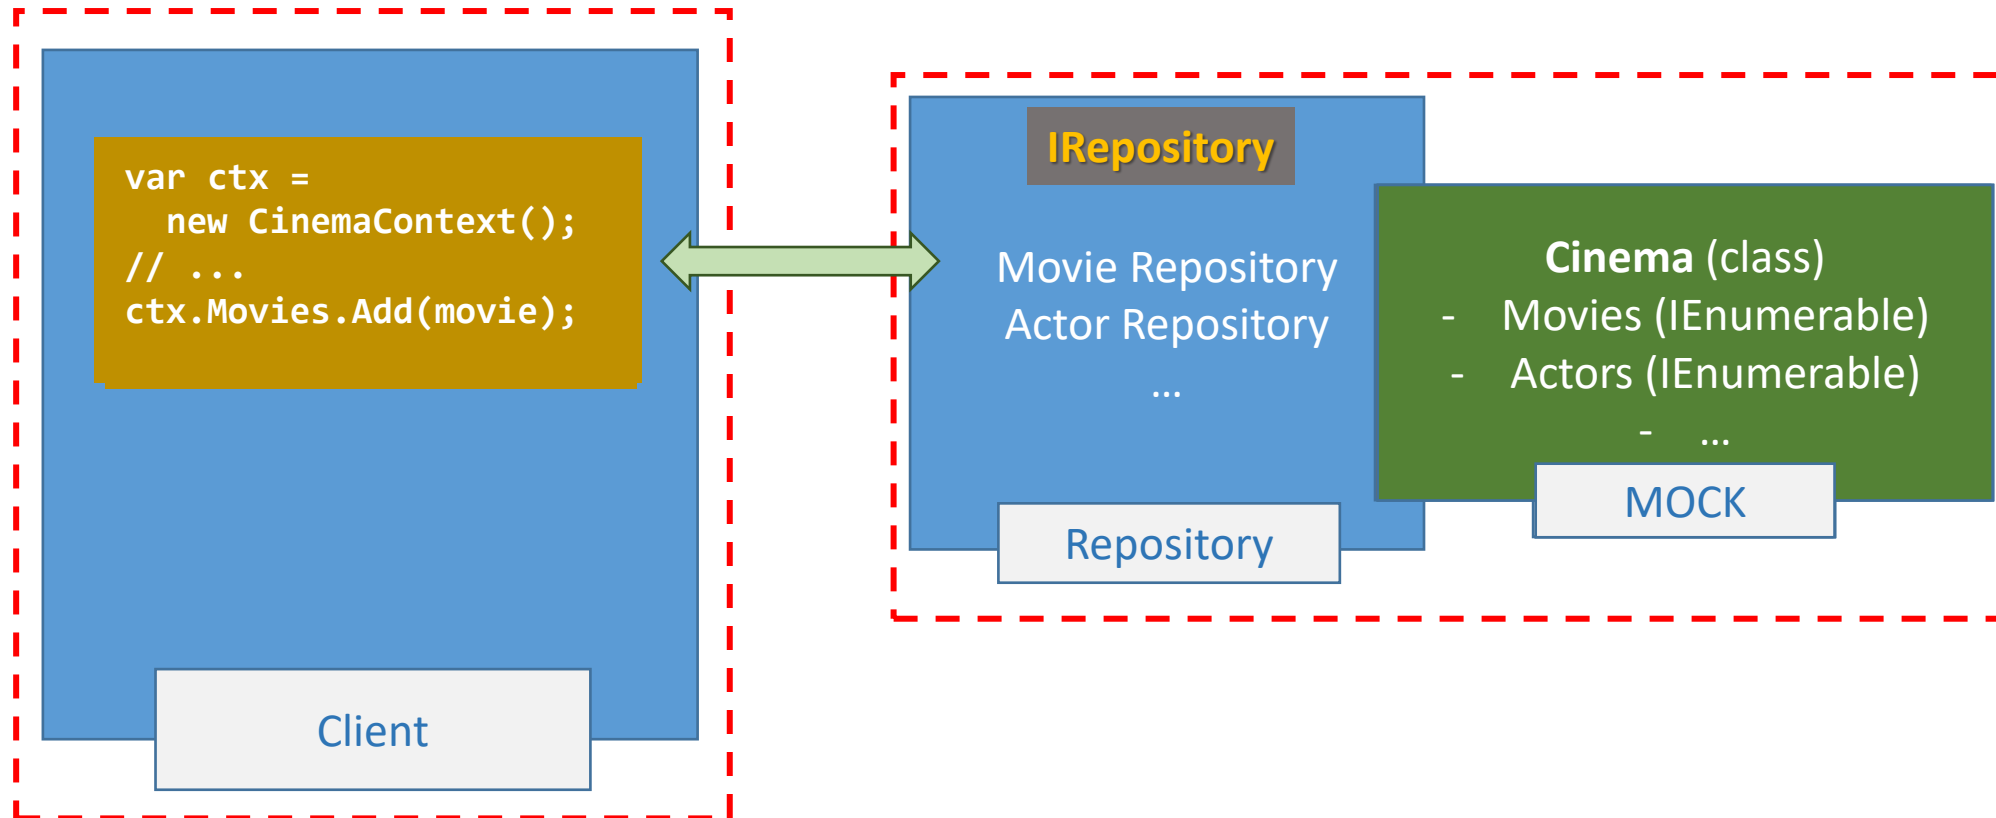 var ctx =
new CinemaContext();
// ...
ctx.Movies.Add(movie);
Client
IRepository
Movie Repository
Actor Repository
...
Repository
Cinema (class)
- Movies (IEnumerable)
- Actors (IEnumerable)
- ...
MOCK